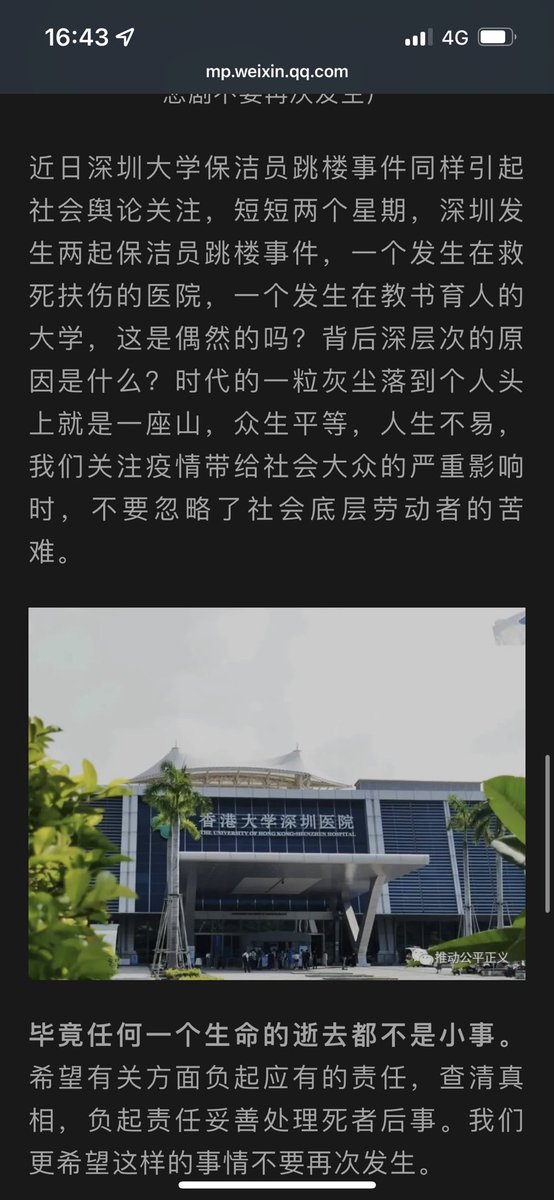 16:43
4G
mp.weixin.qq.com
悲剧不要再次发生）
近日深圳大学保洁员跳楼事件同样引起
社会舆论关注，短短两个星期，深圳发
生两起保洁员跳楼事件，一个发生在救
死扶伤的医院，一个发生在教书育人的
大学，这是偶然的吗？背后深层次的原
因是什么？时代的一粒灰尘落到个人头
上就是一座山，众生平等，人生不易，
我们关注疫情带给社会大众的严重影响
时，不要忽略了社会底层劳动者的苦
难。
香港大学深圳医院
THE UNIVERSITY OF HONG KONG-SHENZHEN HOSPITAL
推动公平正义
毕竟任何一个生命的逝去都不是小事。
希望有关方面负起应有的责任，查清真
相，负起责任妥善处理死者后事。我们
更希望这样的事情不要再次发生。